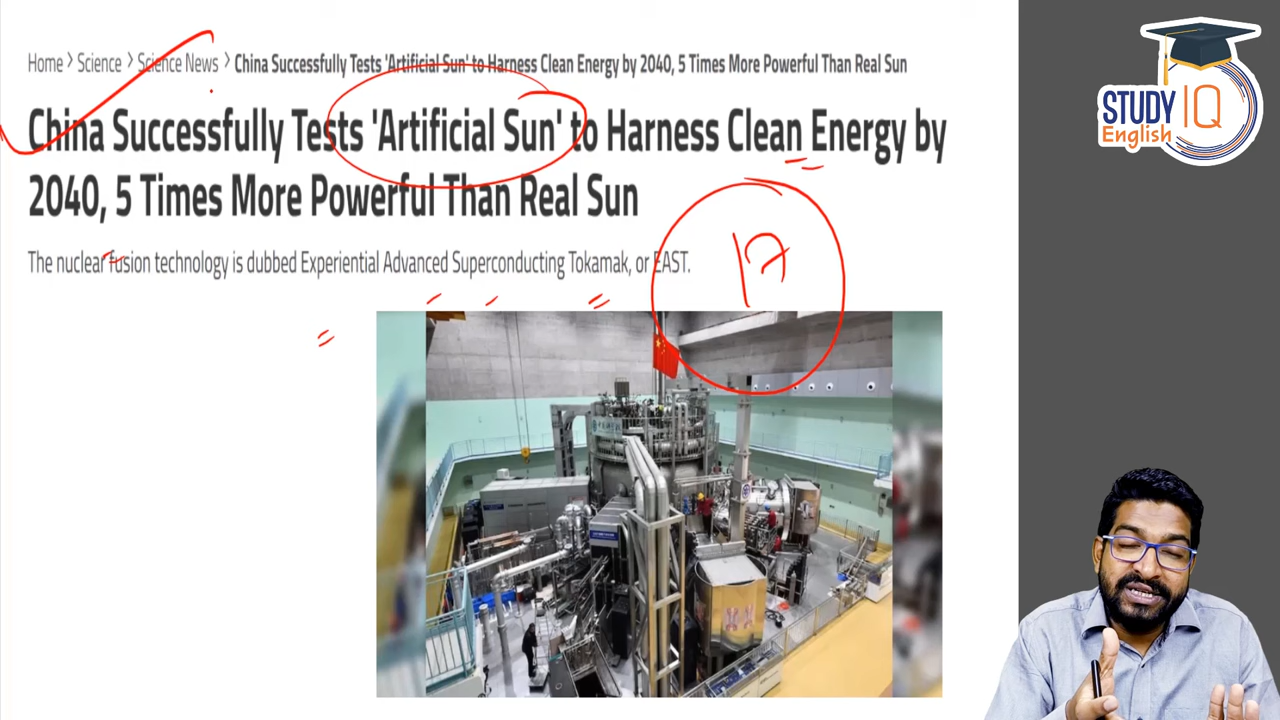 Home > Science > Science News > China Successfully Tests 'Artificial Sun' to Harness Clean Energy by 2040, 5 Times More Powerful Than Real Sun
China Successfully Tests 'Artificial Sun' to Harness Clean Energy by
2040, 5 Times More Powerful Than Real Sun
The nuclear fusion technology is dubbed Experiential Advanced Superconducting Tokamak, or EAST.
17
STUDY IQ
English